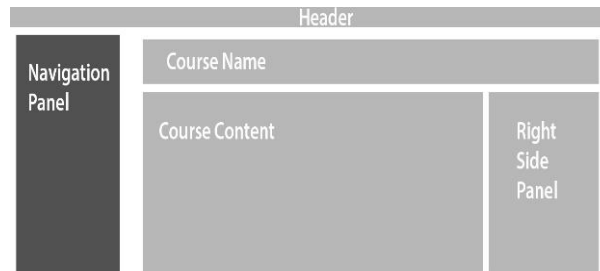 Header
Navigation
Panel
Course Name
Course Content
Right
Side
Panel